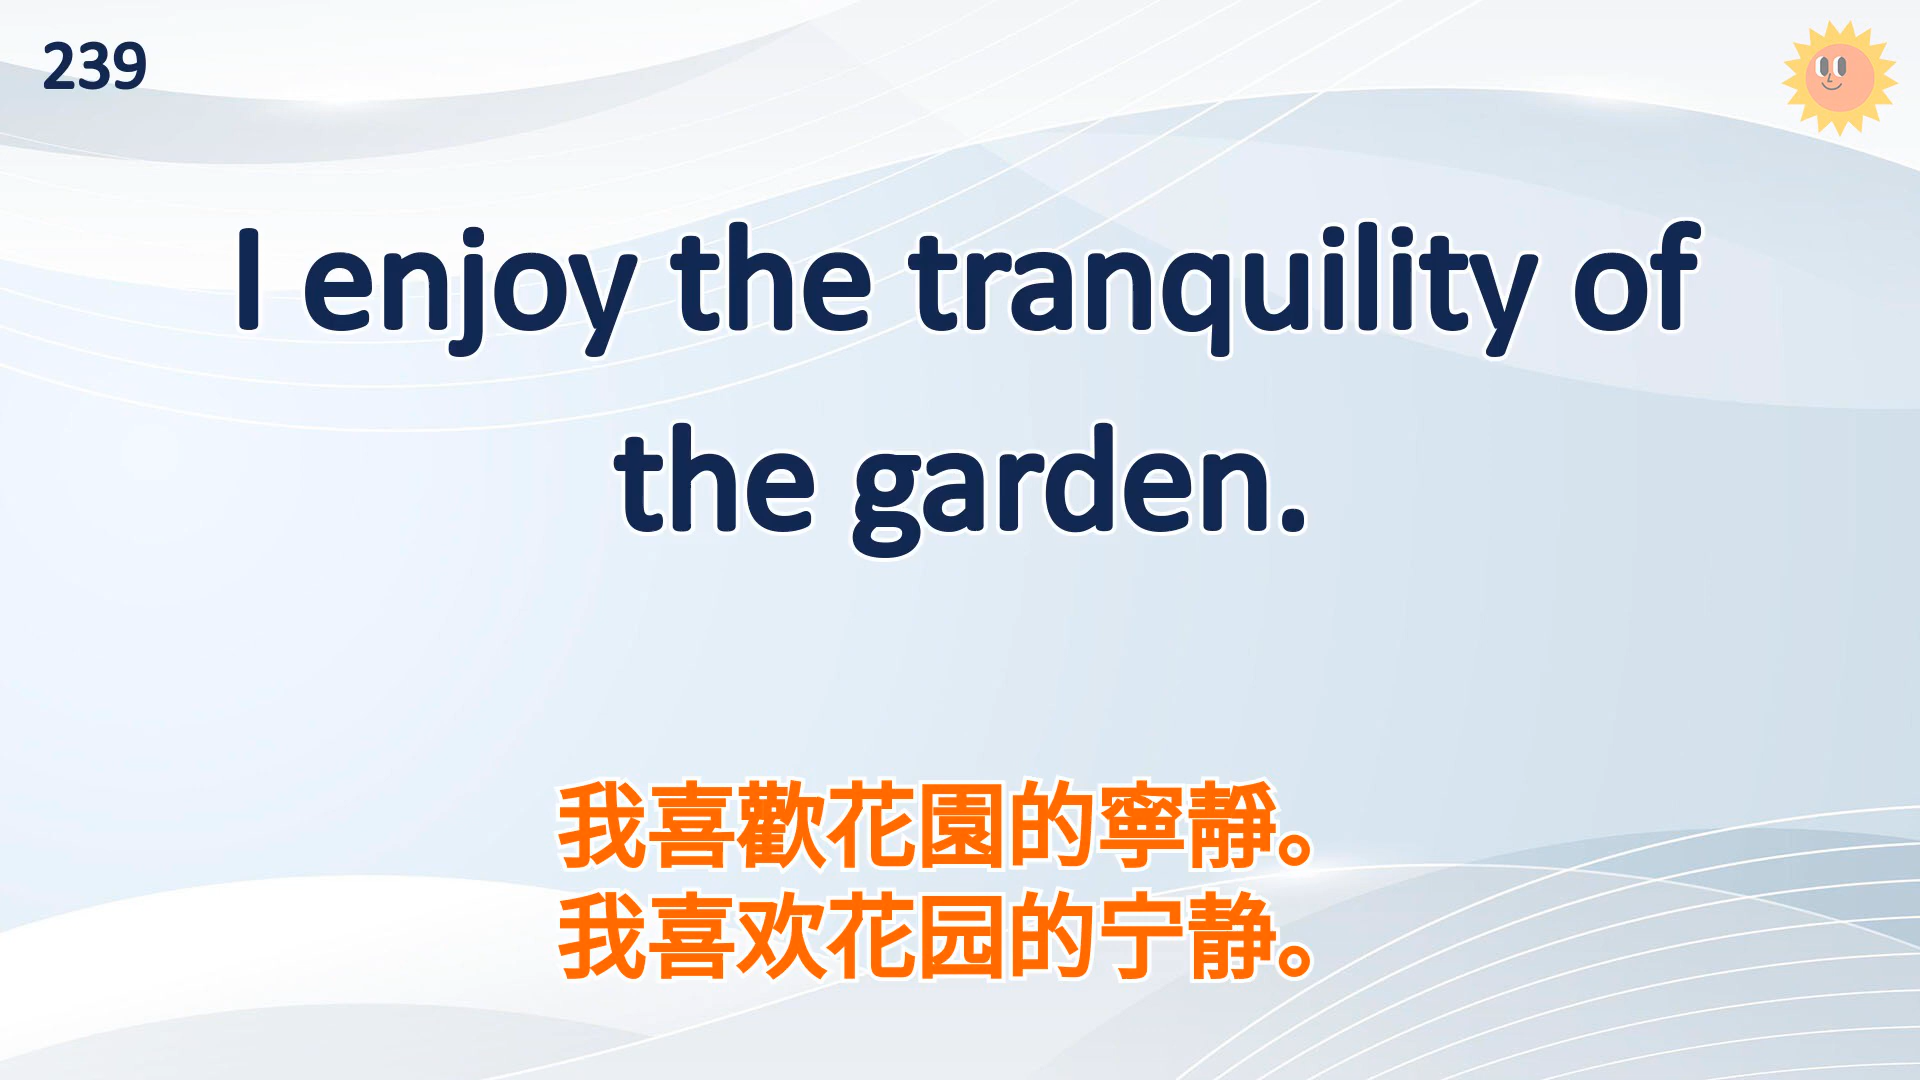 239
I enjoy the tranquility of
the garden.
我喜歡花園的寧靜。
我喜欢花园的宁静。